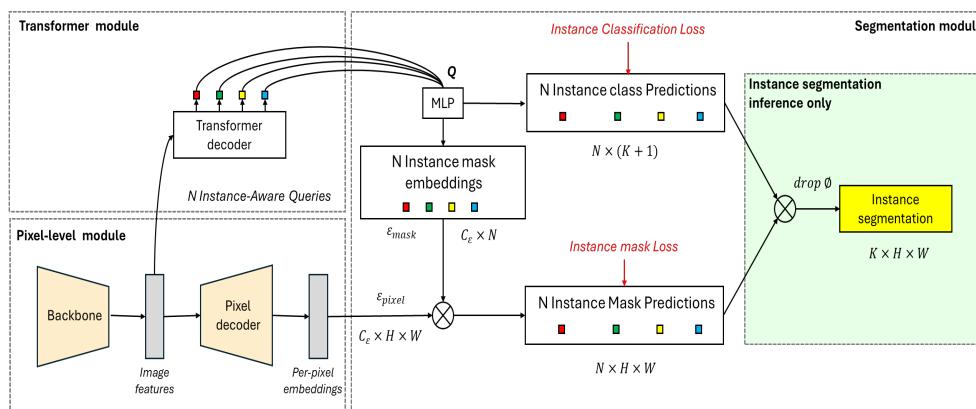 Transformer module
Transformer
decoder
N Instance-Aware Queries
Pixel-level module
Backbone
Image
features
Pixel
decoder
Per-pixel
embeddings
Segmentation modul
Q
MLP
N Instance mask
embeddings
ε_mask
C_ε × N
ε_pixel
C_ε × H × W
Instance Classification Loss
N Instance class Predictions
N × (K + 1)
Instance mask Loss
N Instance Mask Predictions
N × H × W
Instance segmentation
inference only
drop ∅
Instance
segmentation
K × H × W